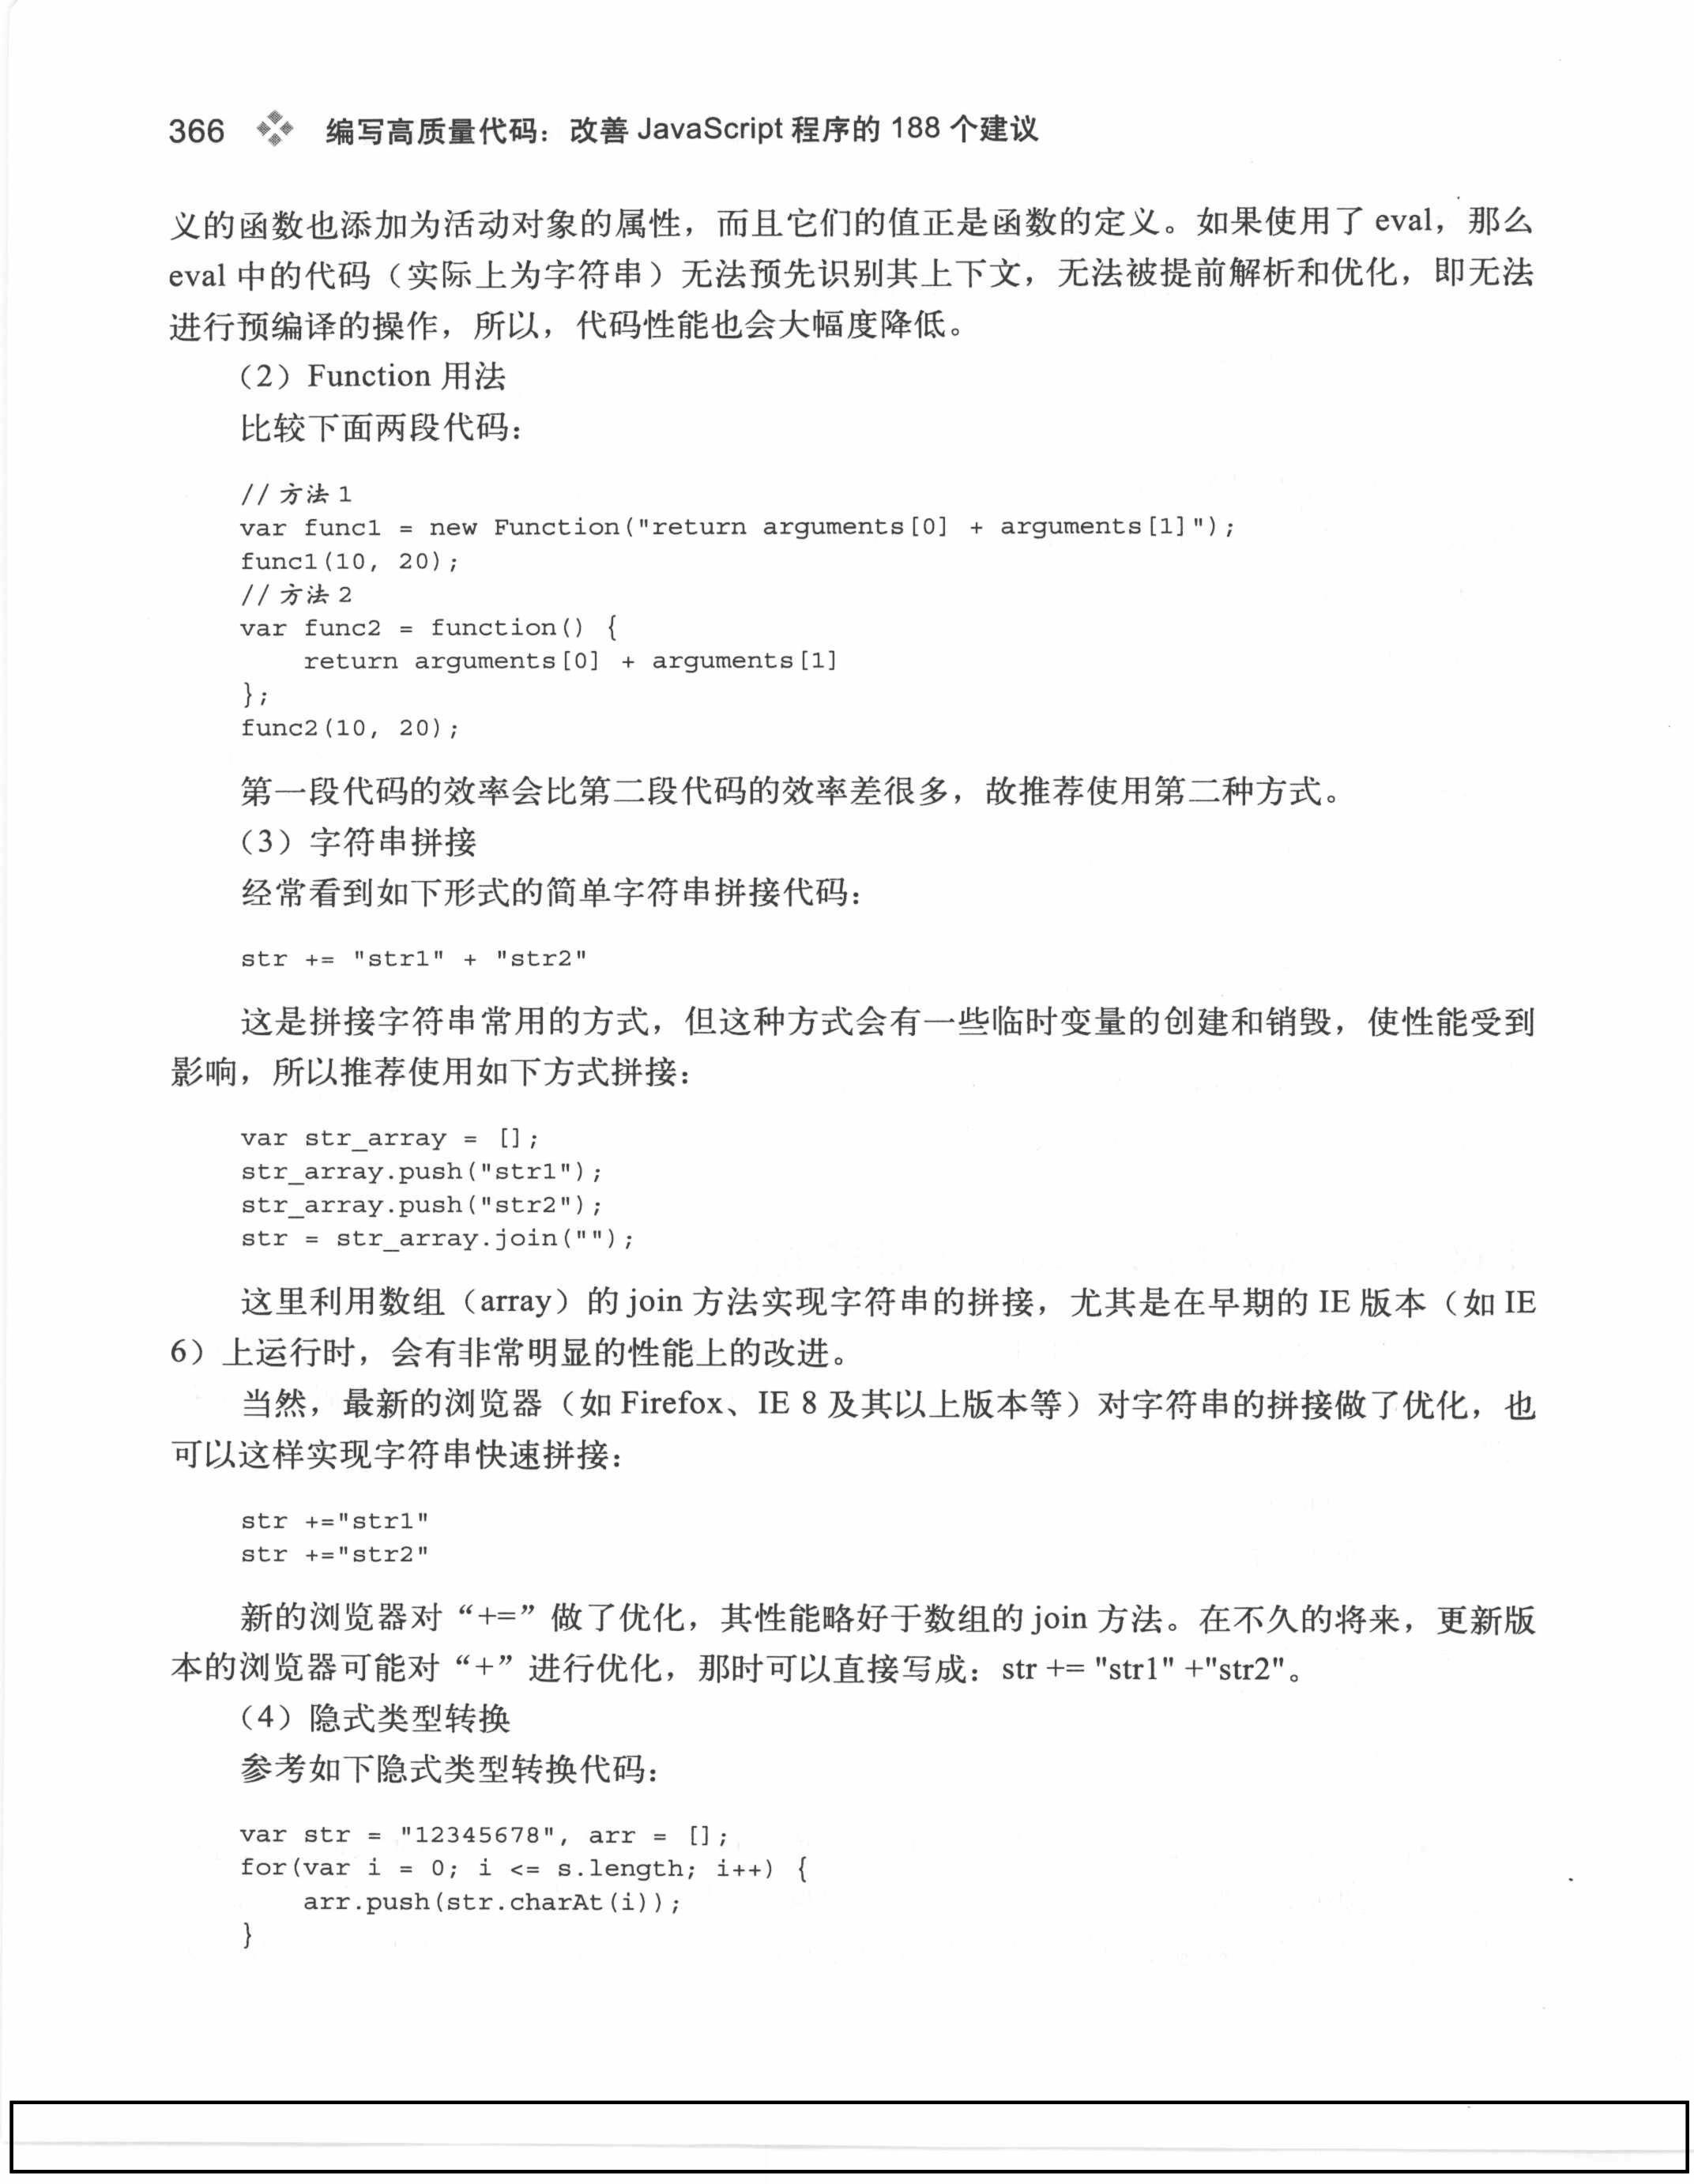 366 编写高质量代码：改善 JavaScript 程序的 188 个建议
义的函数也添加为活动对象的属性，而且它们的值正是函数的定义。如果使用了 eval，那么
eval 中的代码（实际上为字符串）无法预先识别其上下文，无法被提前解析和优化，即无法
进行预编译的操作，所以，代码性能也会大幅度降低。
（2）Function 用法
比较下面两段代码：
// 方法 1
var func1 = new Function("return arguments[0] + arguments[1]");
func1(10, 20);
// 方法 2
var func2 = function() {
    return arguments[0] + arguments[1]
};
func2(10, 20);
第一段代码的效率会比第二段代码的效率差很多，故推荐使用第二种方式。
（3）字符串拼接
经常看到如下形式的简单字符串拼接代码：
str += "str1" + "str2"
这是拼接字符串常用的方式，但这种方式会有一些临时变量的创建和销毁，使性能受到
影响，所以推荐使用如下方式拼接：
var str_array = [];
str_array.push("str1");
str_array.push("str2");
str = str_array.join("");
这里利用数组（array）的 join 方法实现字符串的拼接，尤其是在早期的 IE 版本（如 IE
6）上运行时，会有非常明显的性能上的改进。
当然，最新的浏览器（如 Firefox、IE 8 及其以上版本等）对字符串的拼接做了优化，也
可以这样实现字符串快速拼接：
str +="str1"
str +="str2"
新的浏览器对“+=”做了优化，其性能略好于数组的 join 方法。在不久的将来，更新版
本的浏览器可能对“+”进行优化，那时可以直接写成：str += "str1" +"str2"。
（4）隐式类型转换
参考如下隐式类型转换代码：
var str = "12345678", arr = [];
for(var i = 0; i <= s.length; i++) {
    arr.push(str.charAt(i));
}